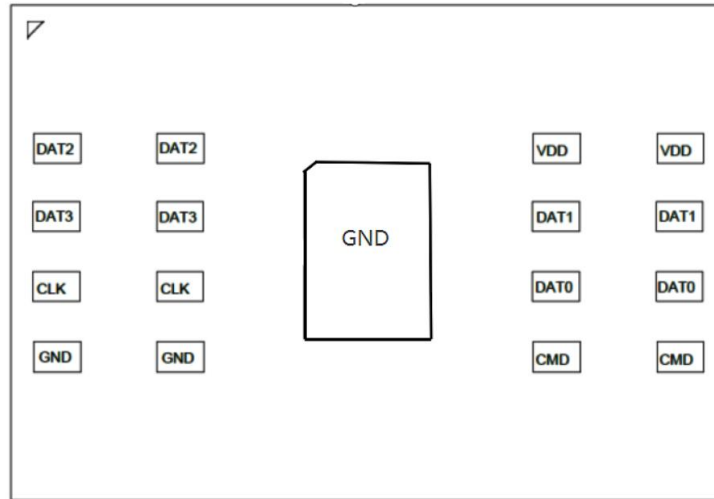 DAT2 DAT2 VDD VDD
DAT3 DAT3 DAT1 DAT1
GND
CLK CLK DAT0 DAT0
GND GND CMD CMD